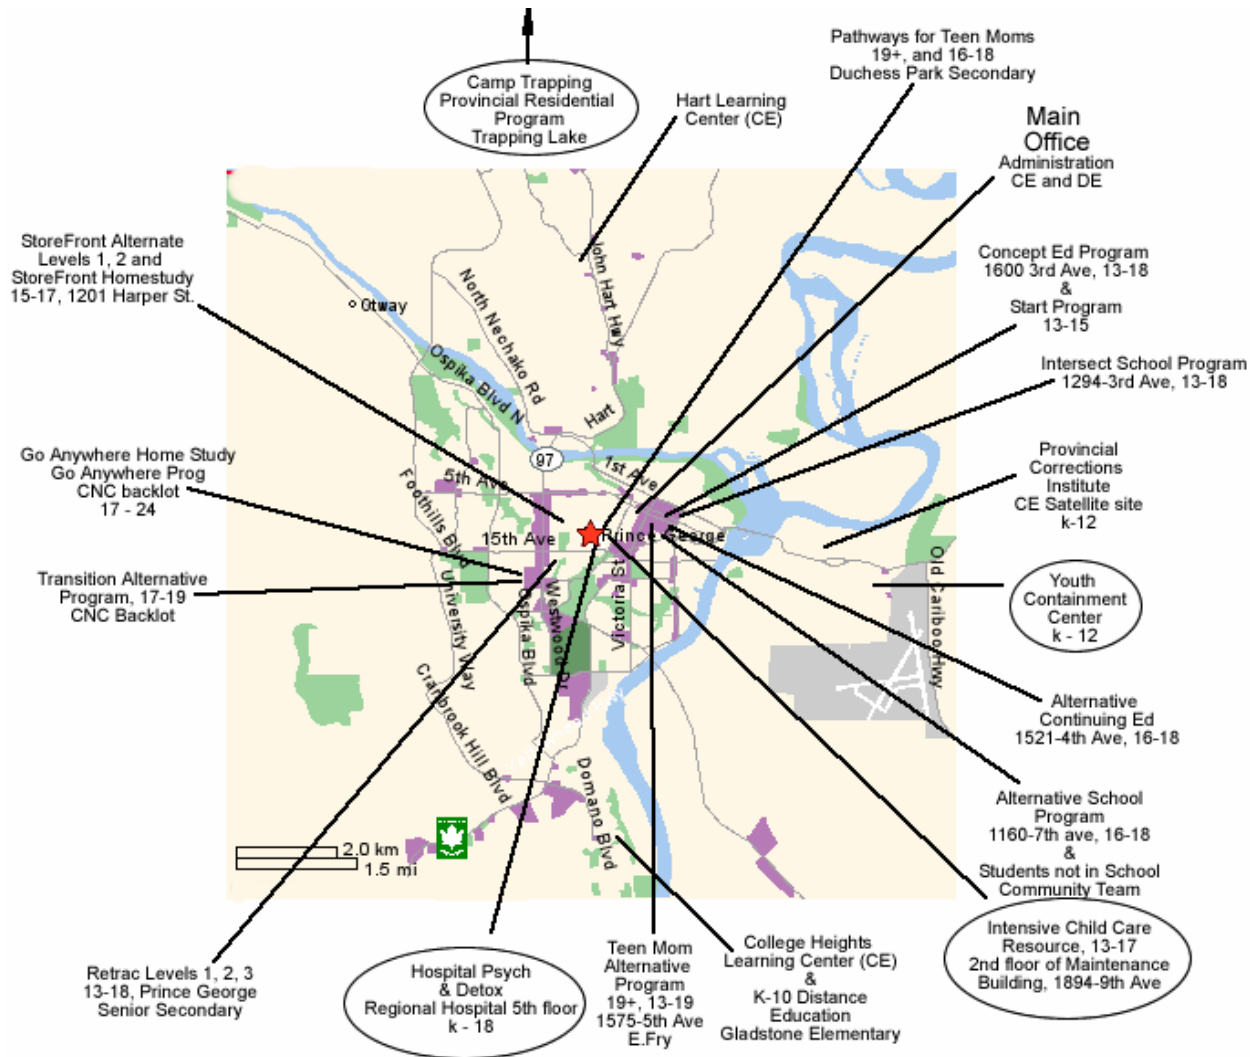 Camp Trapping
Provincial Residential
Program
Trapping Lake
Pathways for Teen Moms
19+, and 16-18
Duchess Park Secondary
Hart Learning
Center (CE)
Main
Office
Administration
CE and DE
StoreFront Alternate
Levels 1, 2 and
StoreFront Homestudy
15-17, 1201 Harper St.
Concept Ed Program
1600 3rd Ave, 13-18
&
Start Program
13-15
Intersect School Program
1294-3rd Ave, 13-18
Go Anywhere Home Study
Go Anywhere Prog
CNC backlot
17 - 24
Provincial
Corrections
Institute
CE Satellite site
k-12
Transition Alternative
Program, 17-19
CNC Backlot
Youth
Containment
Center
k - 12
Alternative
Continuing Ed
1521-4th Ave, 16-18
Alternative School
Program
1160-7th ave, 16-18
&
Students not in School
Community Team
Intensive Child Care
Resource, 13-17
2nd floor of Maintenance
Building, 1894-9th Ave
Retrac Levels 1, 2, 3
13-18, Prince George
Senior Secondary
Hospital Psych
& Detox
Regional Hospital 5th floor
k - 18
Teen Mom
Alternative
Program
19+, 13-19
1575-5th Ave
E.Fry
College Heights
Learning Center (CE)
&
K-10 Distance
Education
Gladstone Elementary
Otway
North Nechako Rd
John Hart Hwy
Hart
Ospika Blvd N
97
1st Ave
5th Ave
Foothills Blvd
15th Ave
Prince George
University Way
Ospika Blvd
Westwood Dr
Victoria St
Old Cariboo Hwy
Cranbrook Hill Blvd
Domano Blvd
2.0 km
1.5 mi